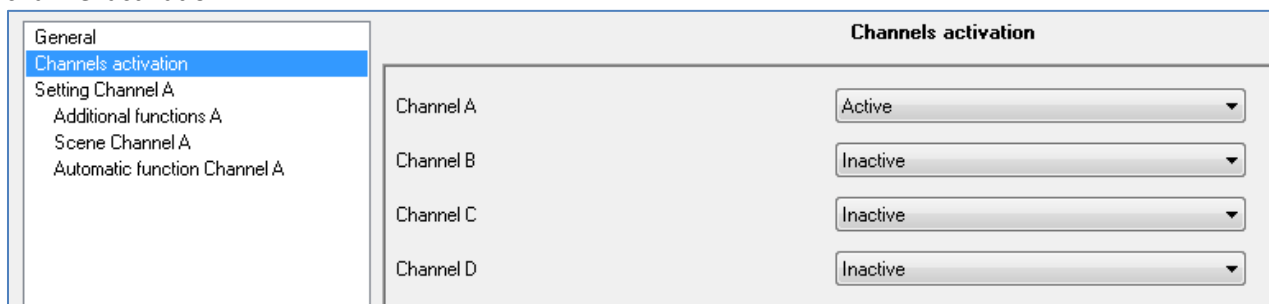 General
Channels activation
Setting Channel A
Additional functions A
Scene Channel A
Automatic function Channel A
Channels activation
Channel A Active
Channel B Inactive
Channel C Inactive
Channel D Inactive